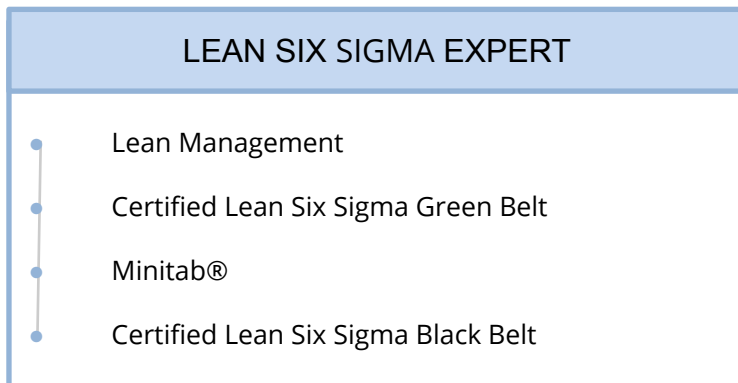 LEAN SIX SIGMA EXPERT
Lean Management
Certified Lean Six Sigma Green Belt
Minitab®
Certified Lean Six Sigma Black Belt